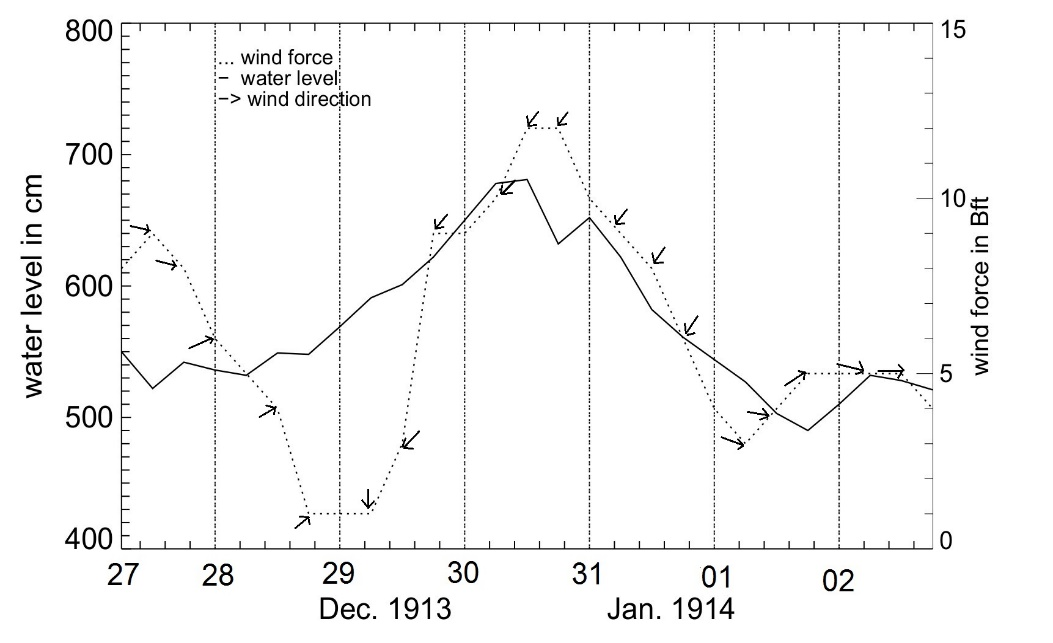 800
15
... wind force
– water level
–> wind direction
700
10
600
5
500
400
0
water level in cm
wind force in Bft
27 28 29 30 31 01 02
Dec. 1913 Jan. 1914